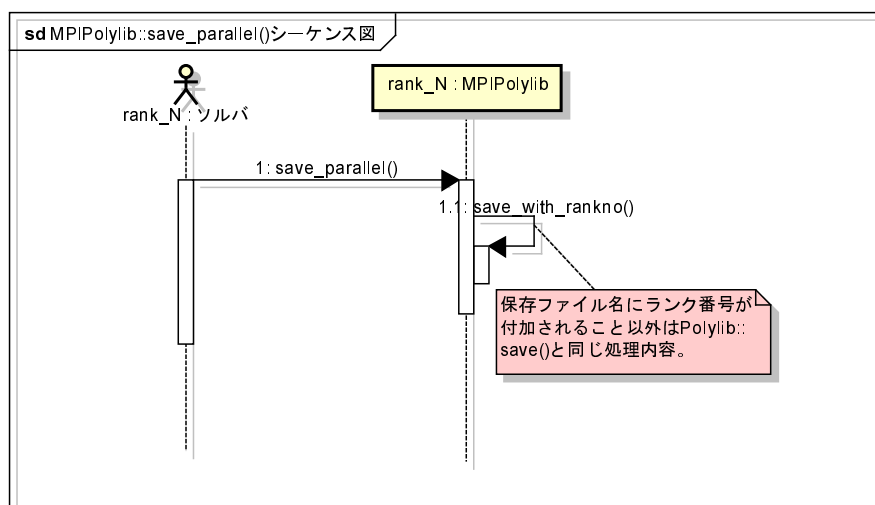 sd MPIPolylib::save_parallel()シーケンス図
rank_N : ソルバ
rank_N : MPIPolylib
1: save_parallel()
1.1: save_with_rankno()
保存ファイル名にランク番号が
付加されること以外はPolylib::
save()と同じ処理内容。